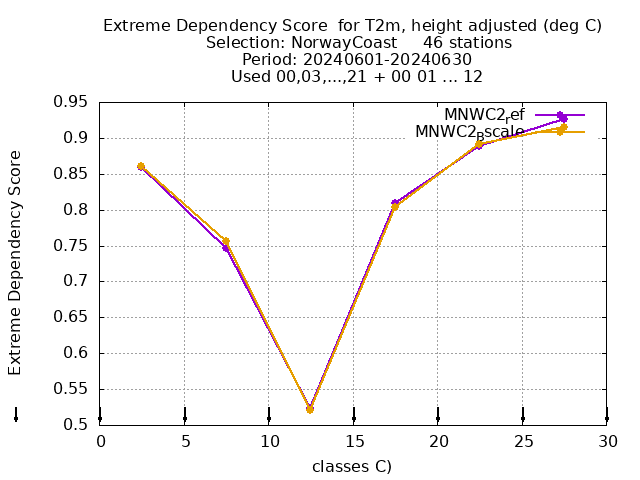 Extreme Dependency Score  for T2m, height adjusted (deg C)
Selection: NorwayCoast     46 stations
Period: 20240601-20240630
Used 00,03,...,21 + 00 01 ... 12
MNWC2ref
MNWC2Bscale
Extreme Dependency Score
0.95
0.9
0.85
0.8
0.75
0.7
0.65
0.6
0.55
0.5
0 5 10 15 20 25 30
classes C)